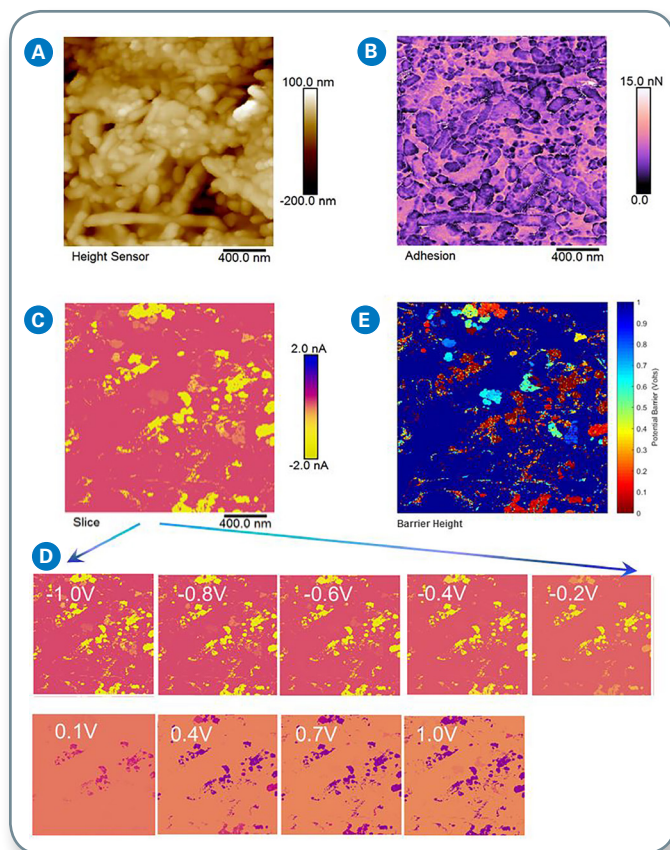 A
100.0 nm
-200.0 nm
Height Sensor
400.0 nm
B
15.0 nN
0.0
Adhesion
400.0 nm
C
2.0 nA
-2.0 nA
Slice
400.0 nm
E
1
0.9
0.8
0.7
0.6
0.5
0.4
0.3
0.2
0.1
0
Potential Barrier (Volts)
Barrier Height
D
-1.0V
-0.8V
-0.6V
-0.4V
-0.2V
0.1V
0.4V
0.7V
1.0V